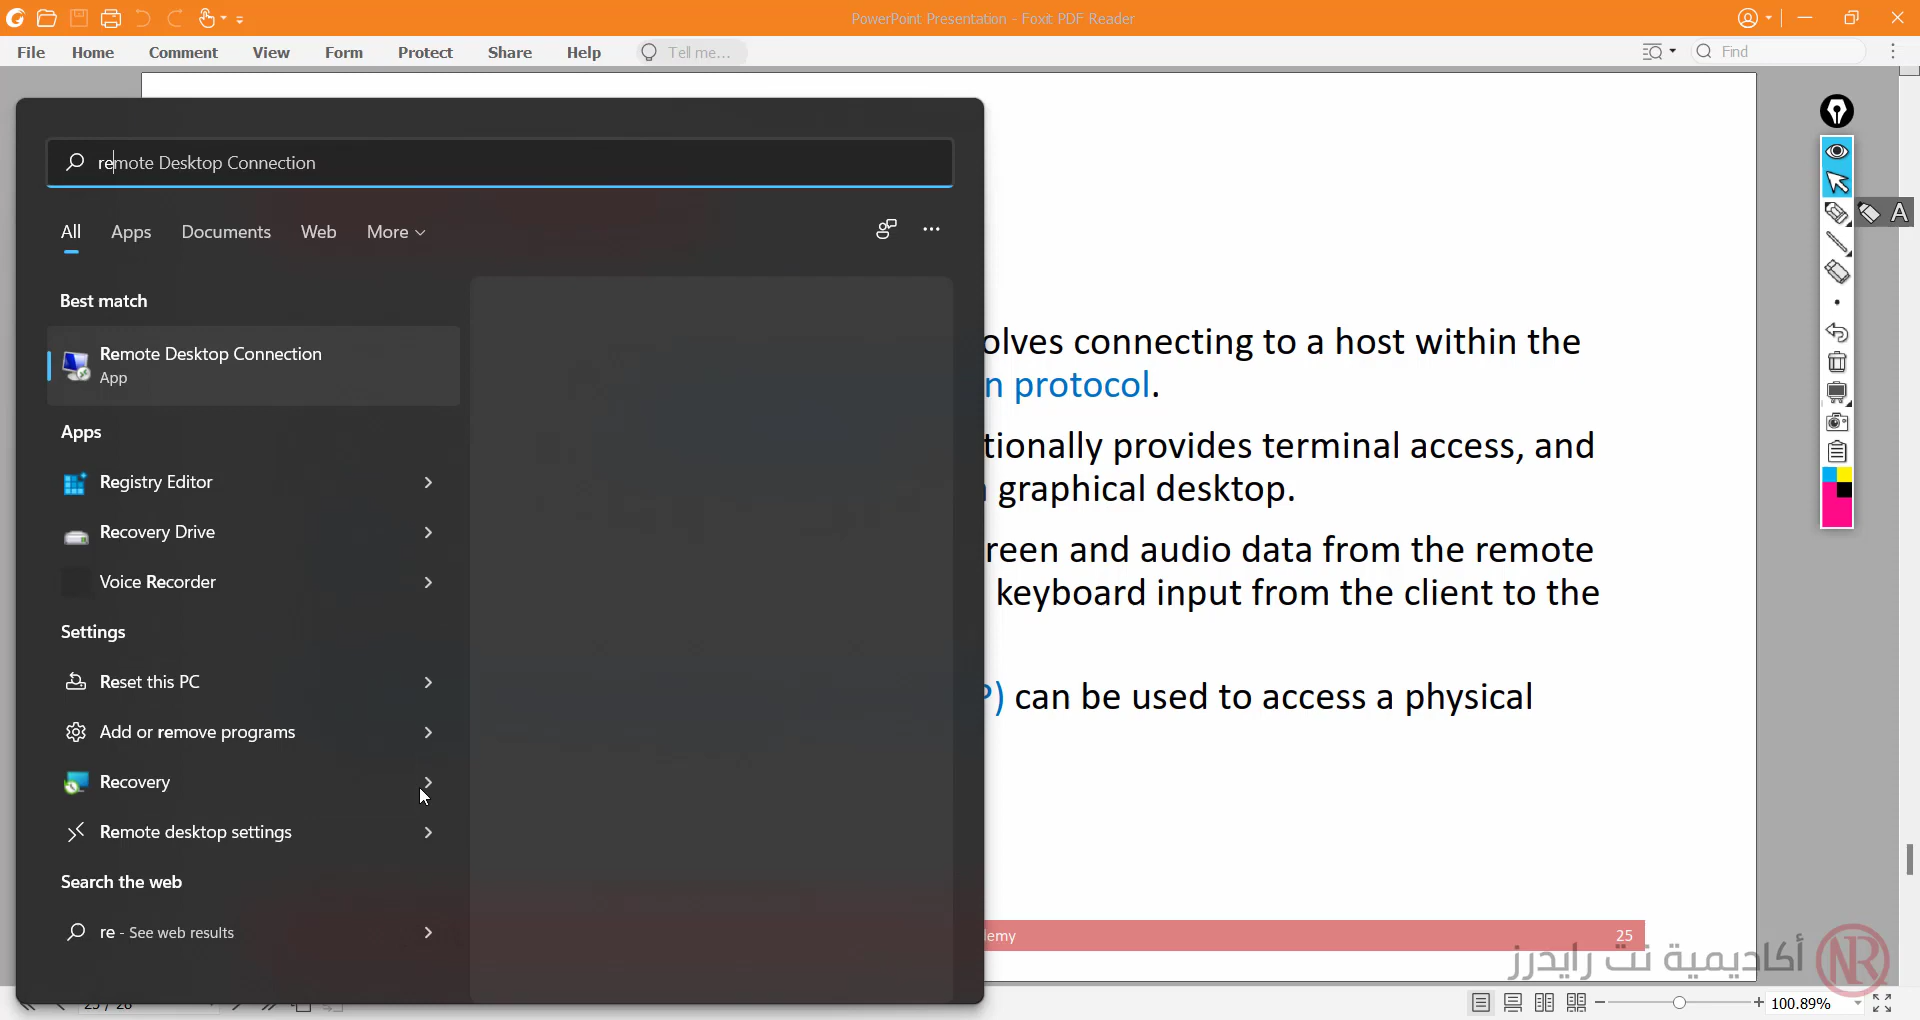 PowerPoint Presentation - Foxit PDF Reader
File Home Comment View Form Protect Share Help Tell me... Find
remote Desktop Connection
All Apps Documents Web More
Best match
Remote Desktop Connection
App
Apps
Registry Editor
Recovery Drive
Voice Recorder
Settings
Reset this PC
Add or remove programs
Recovery
Remote desktop settings
Search the web
re - See web results
olves connecting to a host within the
n protocol.
tionally provides terminal access, and
graphical desktop.
reen and audio data from the remote
keyboard input from the client to the
P) can be used to access a physical
A
demy 25
أكاديمية نت رايدرز
NR
100.89%